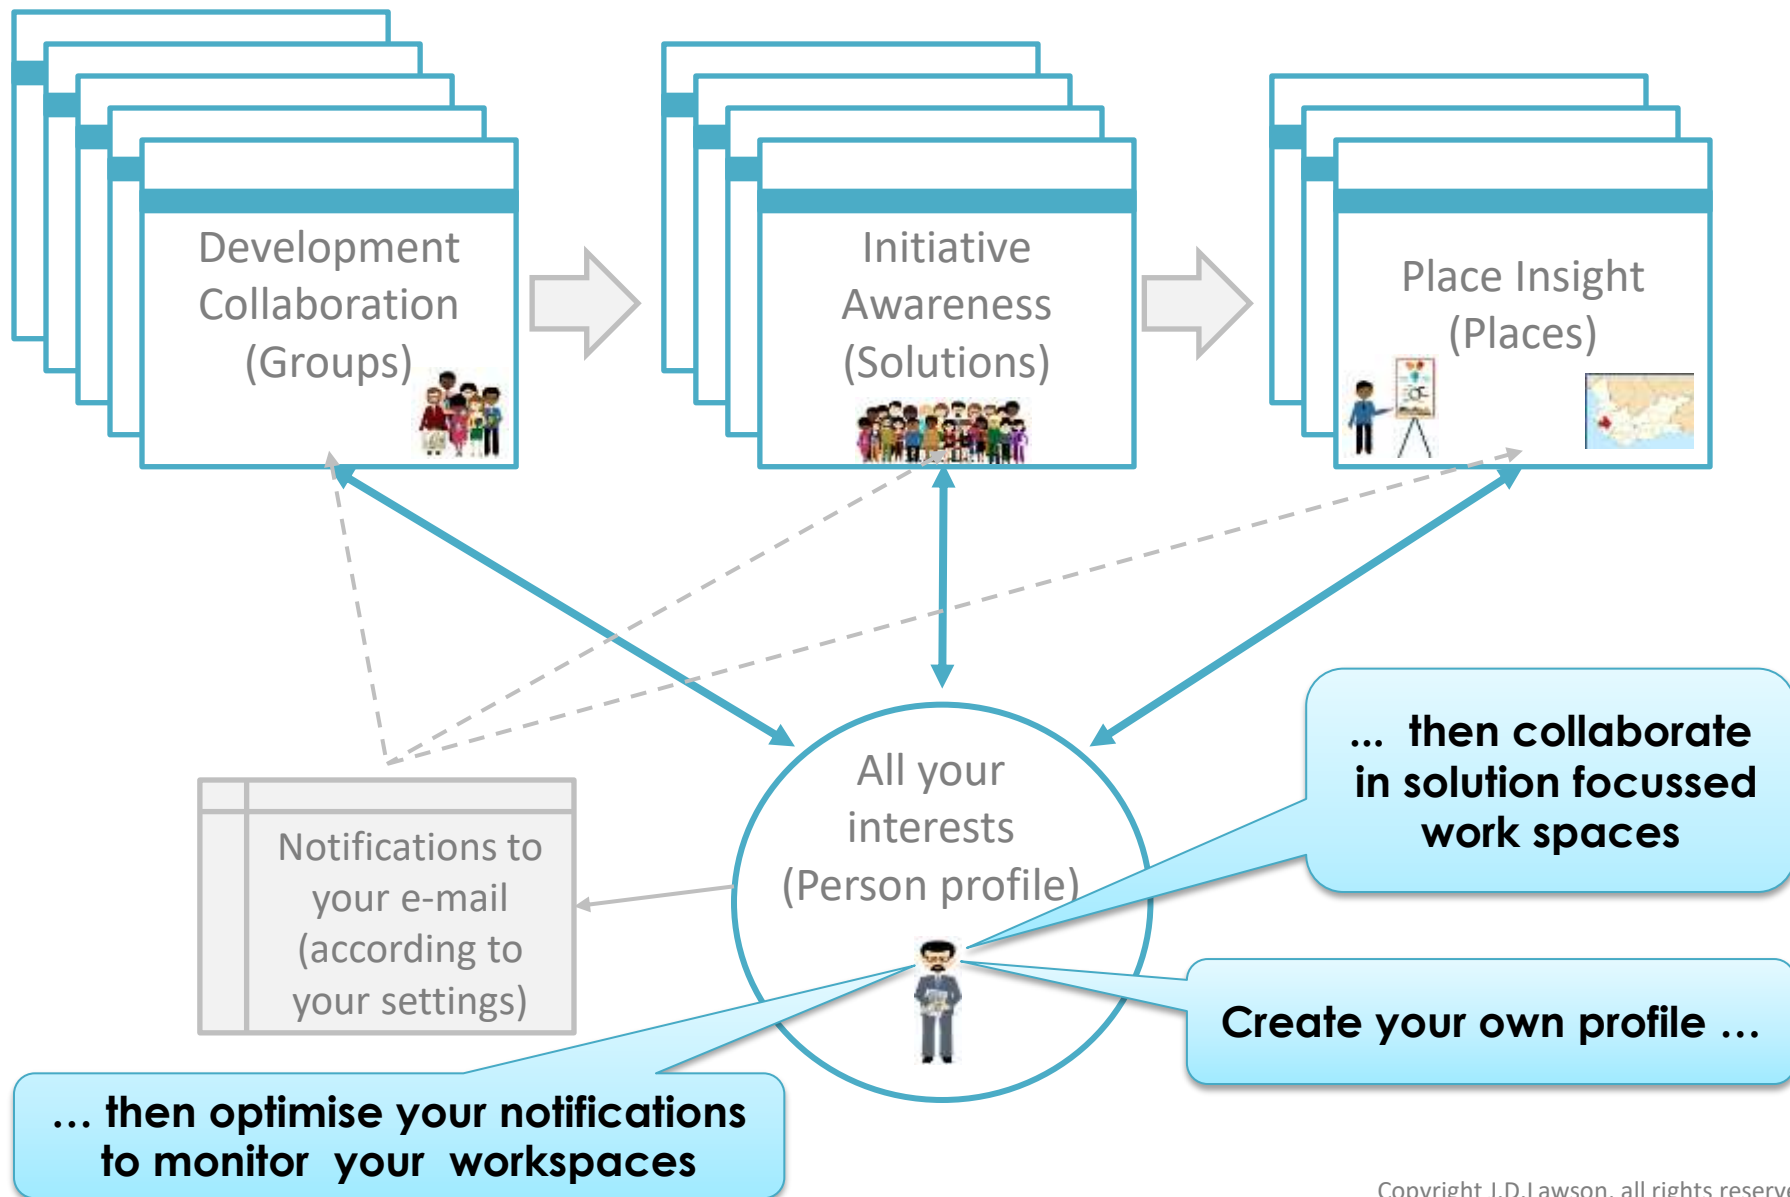 Development
Collaboration
(Groups)
Initiative
Awareness
(Solutions)
Place Insight
(Places)
All your
interests
(Person profile)
Notifications to
your e-mail
(according to
your settings)
... then collaborate
in solution focussed
work spaces
Create your own profile …
… then optimise your notifications
to monitor your workspaces
Copyright J.D.Lawson, all rights reserve